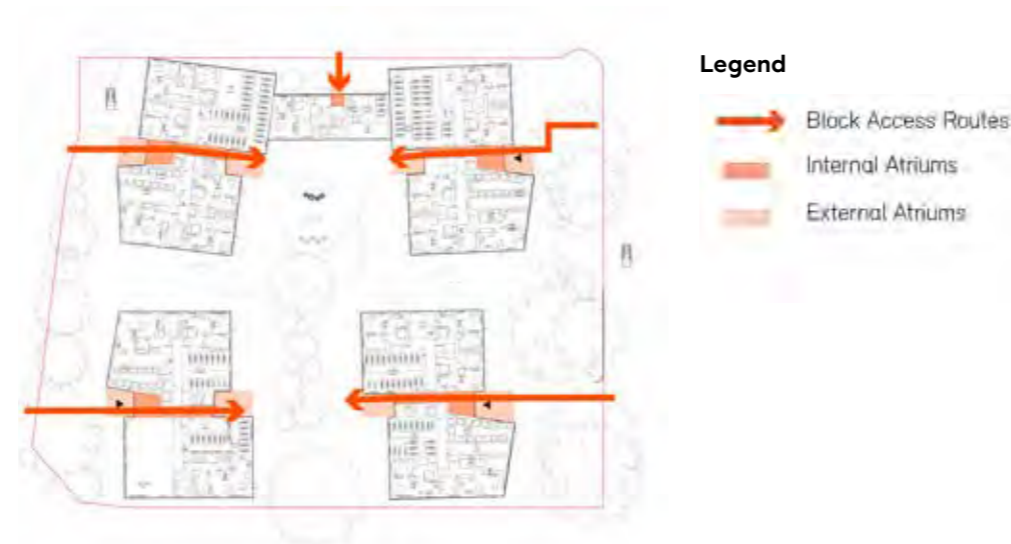 Legend
Block Access Routes
Internal Atriums
External Atriums